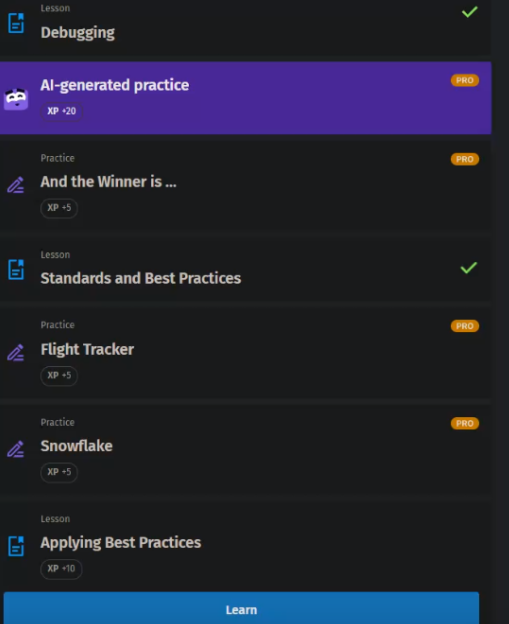 Lesson
Debugging
AI-generated practice
PRO
XP +20
Practice
PRO
And the Winner is ...
XP +5
Lesson
Standards and Best Practices
Practice
PRO
Flight Tracker
XP +5
Practice
PRO
Snowflake
XP +5
Lesson
Applying Best Practices
XP +10
Learn